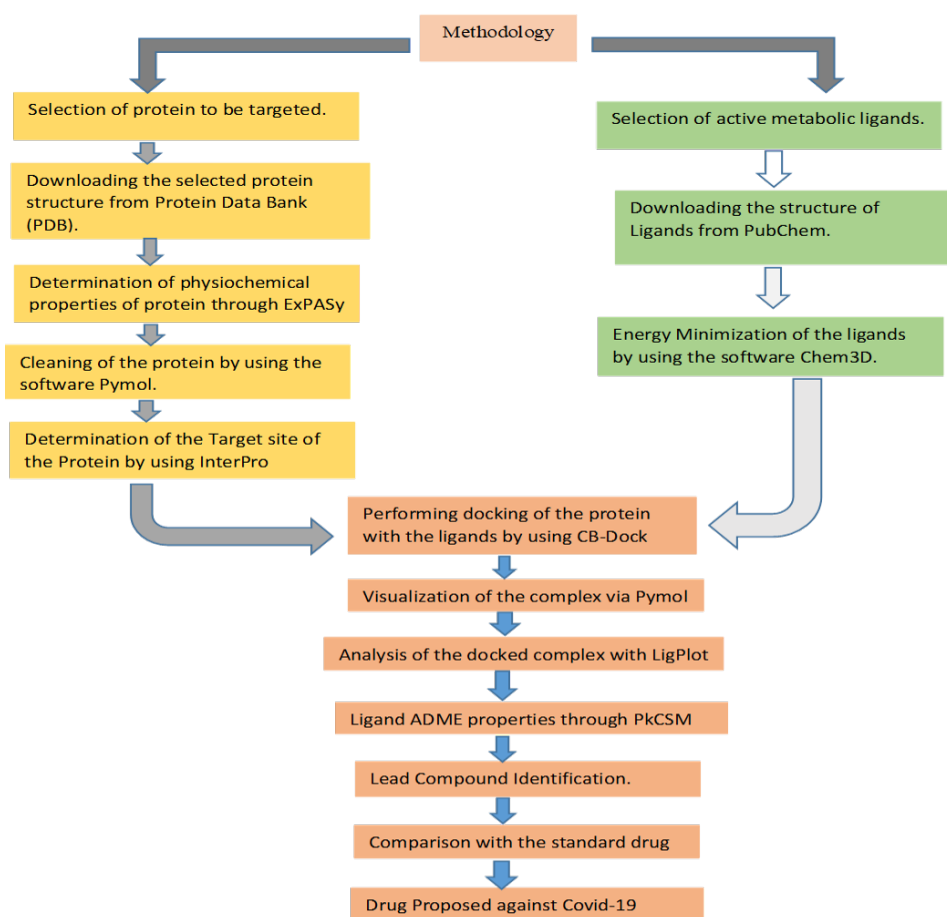 Methodology
Selection of protein to be targeted.
Downloading the selected protein
structure from Protein Data Bank
(PDB).
Determination of physiochemical
properties of protein through ExPASy
Cleaning of the protein by using the
software Pymol.
Determination of the Target site of
the Protein by using InterPro
Selection of active metabolic ligands.
Downloading the structure of
Ligands from PubChem.
Energy Minimization of the ligands
by using the software Chem3D.
Performing docking of the protein
with the ligands by using CB-Dock
Visualization of the complex via Pymol
Analysis of the docked complex with LigPlot
Ligand ADME properties through PkCSM
Lead Compound Identification.
Comparison with the standard drug
Drug Proposed against Covid-19